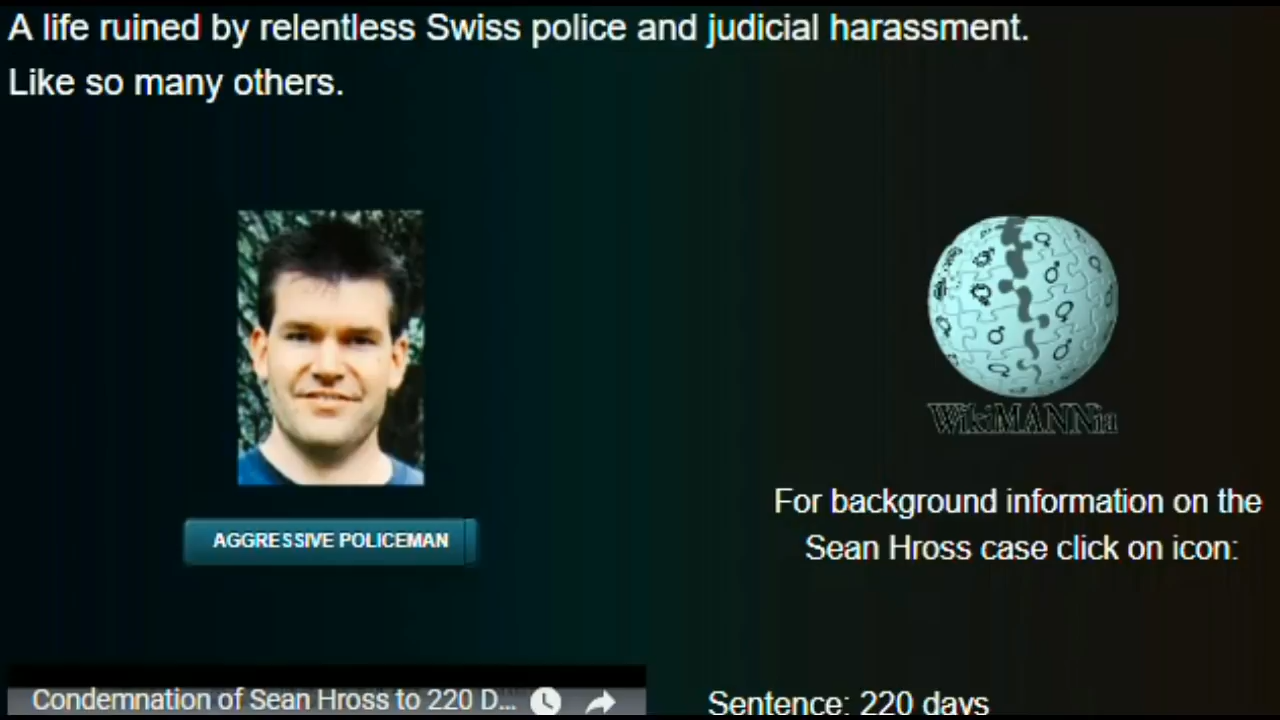 A life ruined by relentless Swiss police and judicial harassment.
Like so many others.
WikiMANNia
AGGRESSIVE POLICEMAN
For background information on the
Sean Hross case click on icon:
Condemnation of Sean Hross to 220 D...
Sentence: 220 days